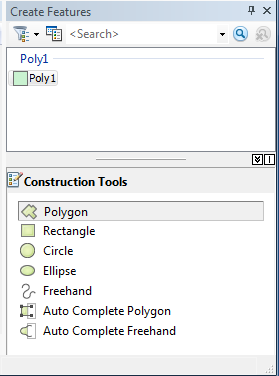 Create Features
<Search>
Poly1
Poly1
Construction Tools
Polygon
Rectangle
Circle
Ellipse
Freehand
Auto Complete Polygon
Auto Complete Freehand